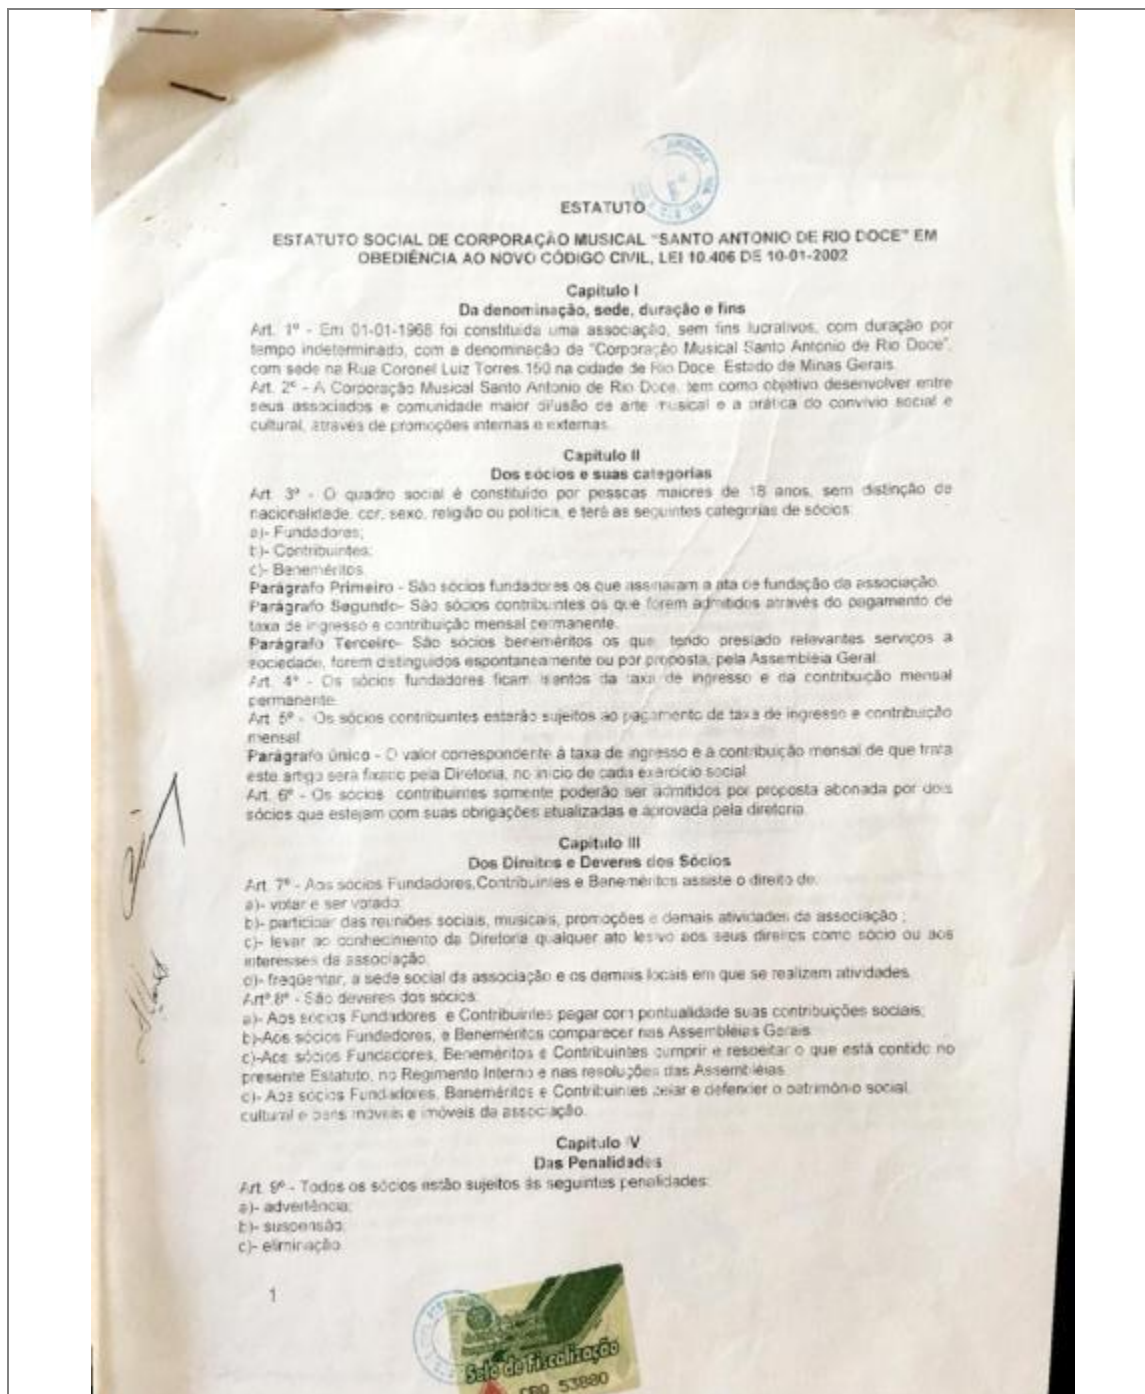 ESTATUTO
ESTATUTO SOCIAL DE CORPORAÇÃO MUSICAL "SANTO ANTONIO DE RIO DOCE" EM
OBEDIÊNCIA AO NOVO CÓDIGO CIVIL, LEI 10.406 DE 10-01-2002
Capitulo I
Da denominação, sede, duração e fins
Art. 1º - Em 01-01-1968 foi constituida uma associação, sem fins lucrativos, com duração por
tempo indeterminado, com a denominação de "Corporação Musical Santo Antonio de Rio Doce",
com sede na Rua Coronel Luiz Torres,150 na cidade de Rio Doce, Estado de Minas Gerais.
Art. 2º - A Corporação Musical Santo Antonio de Rio Doce, tem como objetivo desenvolver entre
seus associados e comunidade maior difusão de arte musical e a prática do convívio social e
cultural, através de promoções internas e externas.
Capitulo II
Dos sócios e suas categorias
Art. 3º - O quadro social é constituído por pessoas maiores de 18 anos, sem distinção de
nacionalidade, cor, sexo, religião ou política, e terá as seguintes categorias de sócios:
a)- Fundadores;
b)- Contribuintes;
c)- Beneméritos.
Parágrafo Primeiro - São sócios fundadores os que assinaram a ata de fundação da associação.
Parágrafo Segundo- São sócios contribuintes os que forem admitidos através do pagamento de
taxa de ingresso e contribuição mensal permanente.
Parágrafo Terceiro- São sócios beneméritos os que, tendo prestado relevantes serviços a
sociedade, forem distinguidos espontaneamente ou por proposta, pela Assembléia Geral.
Art. 4º - Os sócios fundadores ficam isentos da taxa de ingresso e da contribuição mensal
permanente.
Art. 5º - Os sócios contribuintes estarão sujeitos ao pagamento de taxa de ingresso e contribuição
mensal.
Parágrafo único - O valor correspondente à taxa de ingresso e a contribuição mensal de que trata
este artigo será fixado pela Diretoria, no início de cada exercício social.
Art. 6º - Os sócios contribuintes somente poderão ser admitidos por proposta abonada por dois
sócios que estejam com suas obrigações atualizadas e aprovada pela diretoria.
Capitulo III
Dos Direitos e Deveres dos Sócios
Art. 7º - Aos sócios Fundadores,Contribuintes e Beneméritos assiste o direito de:
a)- votar e ser votado;
b)- participar das reuniões sociais, musicais, promoções e demais atividades da associação ;
c)- levar ao conhecimento da Diretoria qualquer ato lesivo aos seus direitos como sócio ou aos
interesses da associação;
d)- freqüentar, a sede social da associação e os demais locais em que se realizem atividades.
Artº.8º - São deveres dos sócios:
a)- Aos sócios Fundadores e Contribuintes pagar com pontualidade suas contribuições sociais;
b)-Aos sócios Fundadores, e Beneméritos comparecer nas Assembléias Gerais.
c)-Aos sócios Fundadores, Beneméritos e Contribuintes cumprir e respeitar o que está contido no
presente Estatuto, no Regimento Interno e nas resoluções das Assembléias.
c)- Aos sócios Fundadores, Beneméritos e Contribuintes zelar e defender o patrimônio social,
cultural e bens móveis e imóveis da associação.
Capitulo IV
Das Penalidades
Art. 9º - Todos os sócios estão sujeitos às seguintes penalidades:
a)- advertência;
b)- suspensão;
c)- eliminação.
1
Selo de Fiscalização
53880